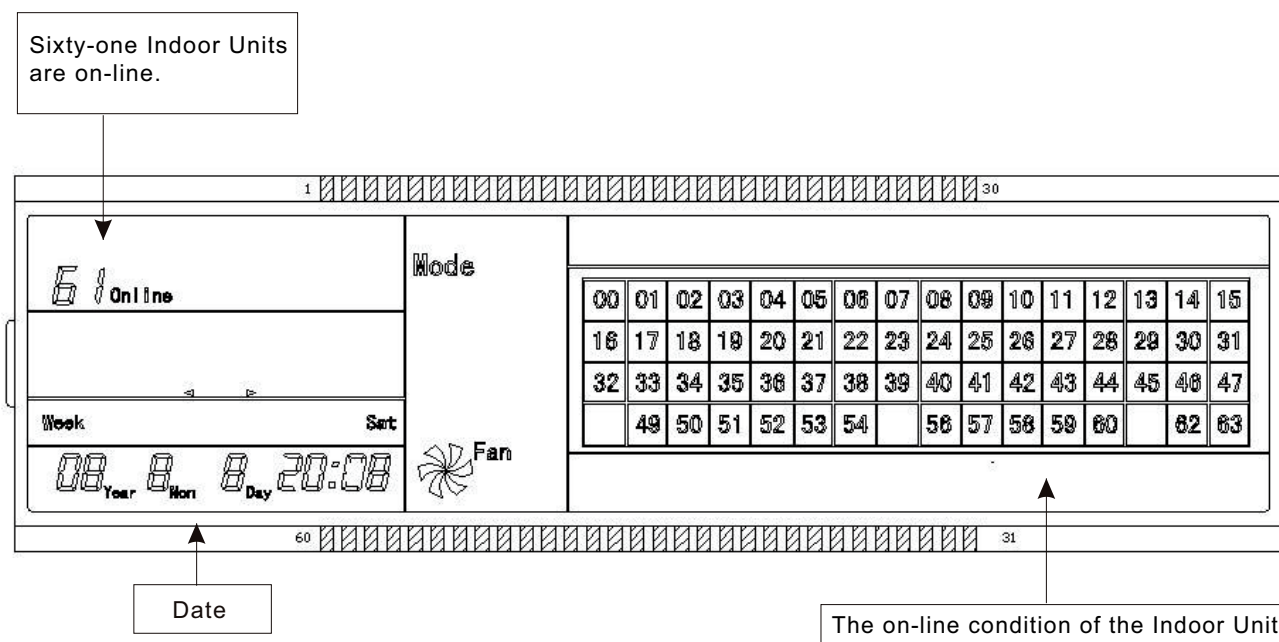 Sixty-one Indoor Units
are on-line.
1 30
61 Online
Mode
00 01 02 03 04 05 06 07 08 09 10 11 12 13 14 15
16 17 18 19 20 21 22 23 24 25 26 27 28 29 30 31
32 33 34 35 36 37 38 39 40 41 42 43 44 45 46 47
49 50 51 52 53 54 56 57 58 59 60 62 63
Week Sat
08 Year 8 Mon 8 Day 20:08
Fan
60 31
Date
The on-line condition of the Indoor Unit